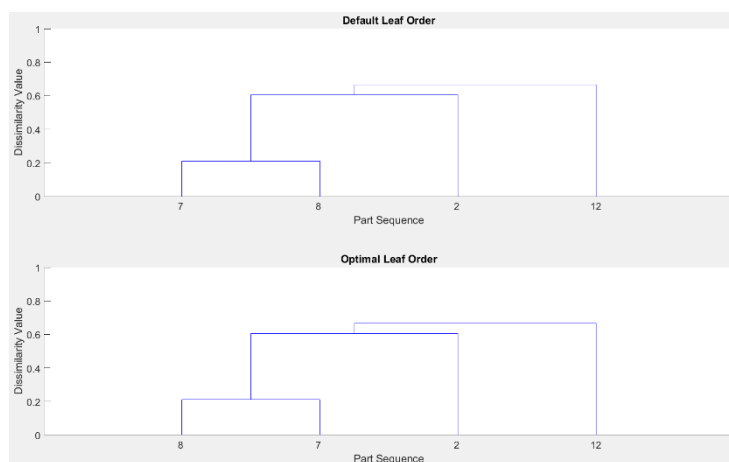 Default Leaf Order
1
0.8
0.6
0.4
0.2
0
Dissimilarity Value
7 8 2 12
Part Sequence
Optimal Leaf Order
1
0.8
0.6
0.4
0.2
0
Dissimilarity Value
8 7 2 12
Part Sequence